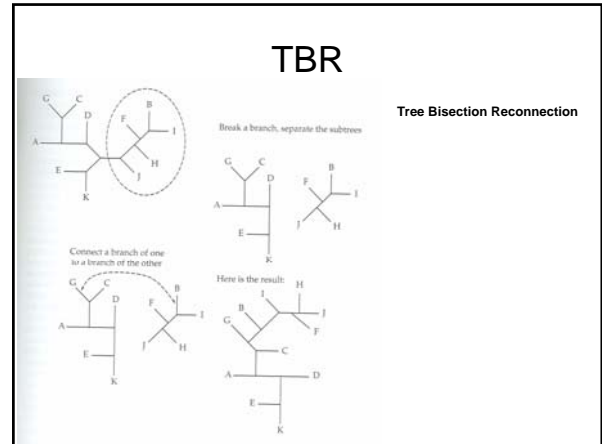 TBR
Tree Bisection Reconnection
G
C
D
B
F
A
I
H
E
J
K
Break a branch, separate the subtrees
G
C
D
B
F
A
I
E
J
H
K
Connect a branch of one
to a branch of the other
G
C
D
B
F
A
I
E
J
H
K
Here is the result:
H
I
B
J
G
F
C
A
D
E
K